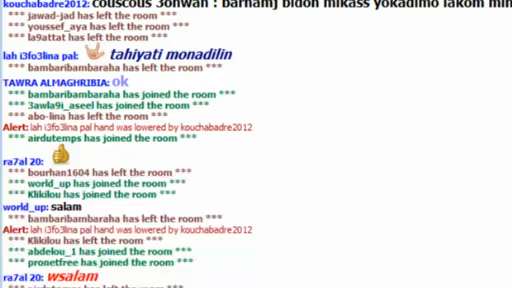 kouchabadre2012: couscous 3onwan : barnamj bidon mikass yokadimo lakom min
*** jawad-jad has left the room ***
*** youssef_aya has left the room ***
*** la9attat has left the room ***
lah i3fo3lina pal: tahiyati monadilin
*** bambaribambaraha has left the room ***
TAWRA ALMAGHRIBIA: ok
*** bambaribambaraha has joined the room ***
*** 3awla9i_aseel has joined the room ***
*** abo-lina has left the room ***
Alert: lah i3fo3lina pal hand was lowered by kouchabadre2012
*** airdutemps has joined the room ***
ra7al 20:
*** bourhan1604 has left the room ***
*** world_up has joined the room ***
*** Klikilou has joined the room ***
world_up: salam
*** bambaribambaraha has left the room ***
Alert: lah i3fo3lina pal hand was lowered by kouchabadre2012
*** Klikilou has left the room ***
*** abdelou_1 has joined the room ***
*** pronetfree has joined the room ***
ra7al 20: wsalam
*** airdutemps has left the room ***